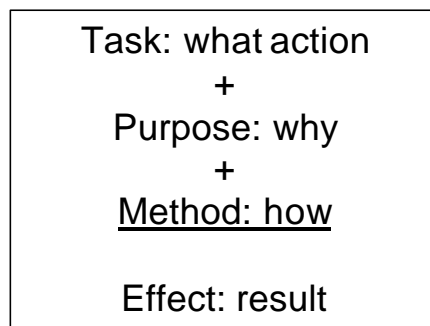 Task: what action
+
Purpose: why
+
Method: how
Effect: result